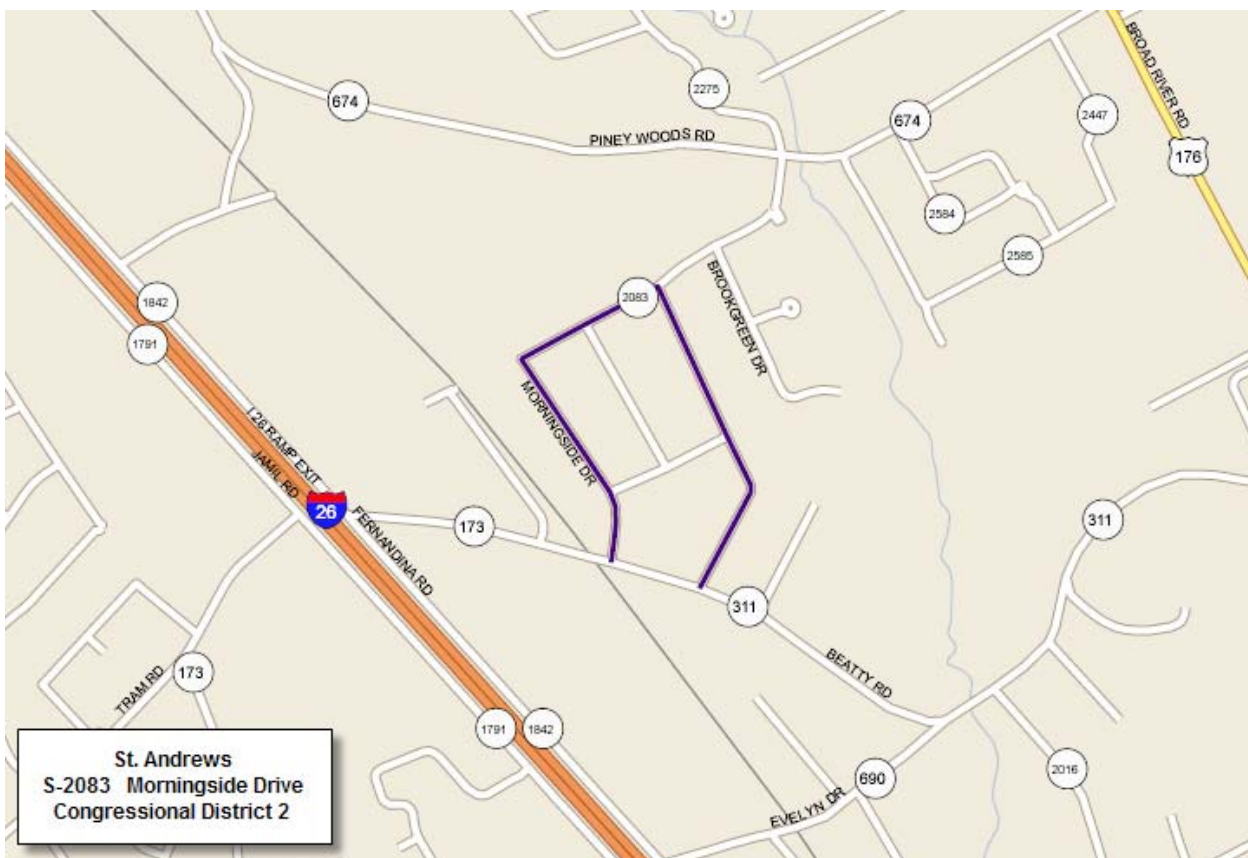 BROAD RIVER RD
2275
674
674
2447
PINEY WOODS RD
176
2584
2585
BROOKGREEN DR
2083
1842
1791
MORNINGSIDE DR
I 26 RAMP EXIT
JAMIL RD
26
FERNANDINA RD
173
311
311
BEATTY RD
TRAM RD
173
1791
1842
690
2016
EVELYN DR
St. Andrews
S-2083 Morningside Drive
Congressional District 2